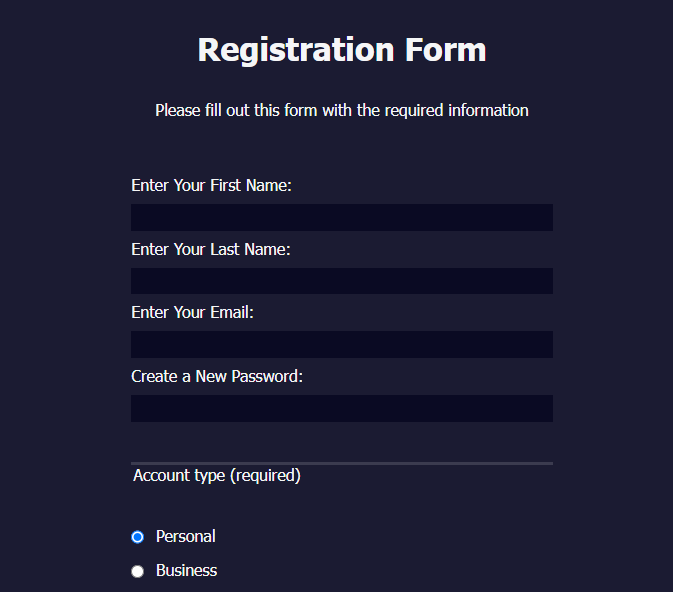 Registration Form
Please fill out this form with the required information
Enter Your First Name:
Enter Your Last Name:
Enter Your Email:
Create a New Password:
Account type (required)
Personal
Business